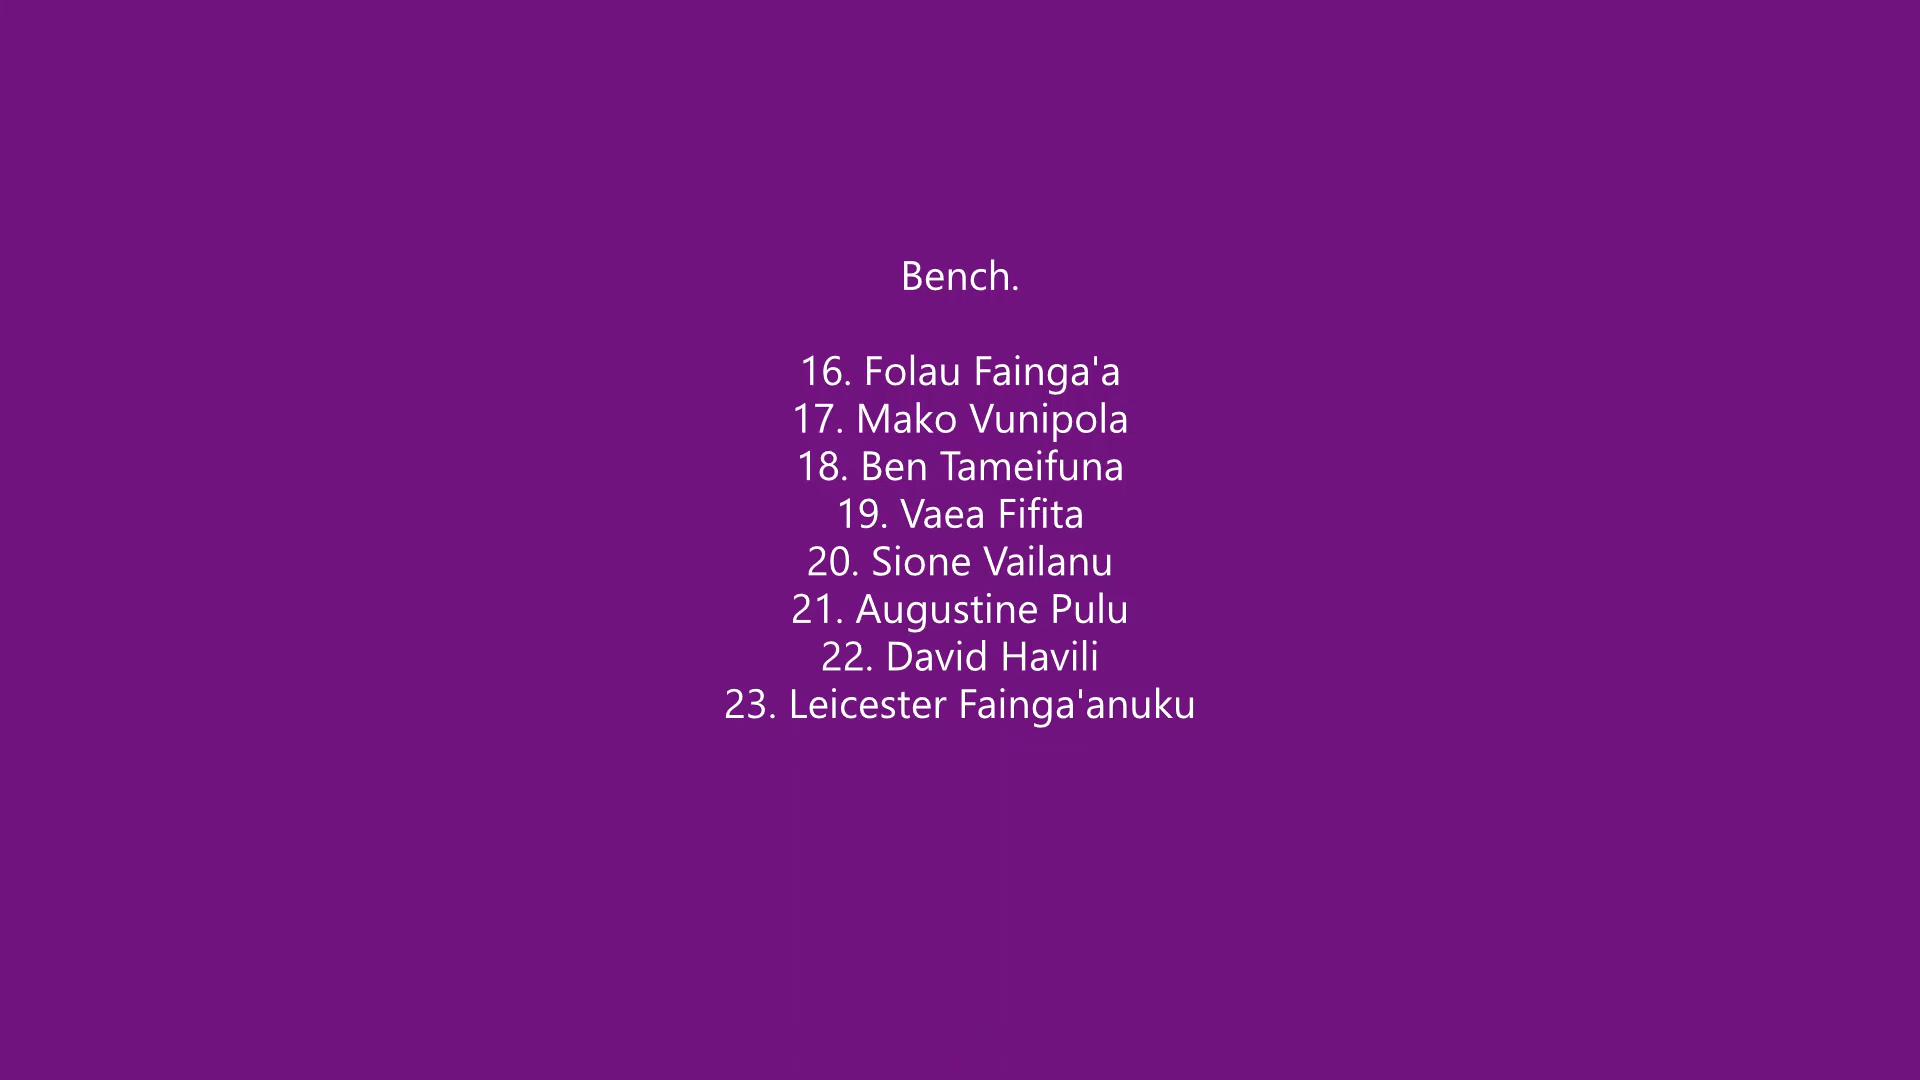 Bench.
16. Folau Fainga'a
17. Mako Vunipola
18. Ben Tameifuna
19. Vaea Fifita
20. Sione Vailanu
21. Augustine Pulu
22. David Havili
23. Leicester Fainga'anuku